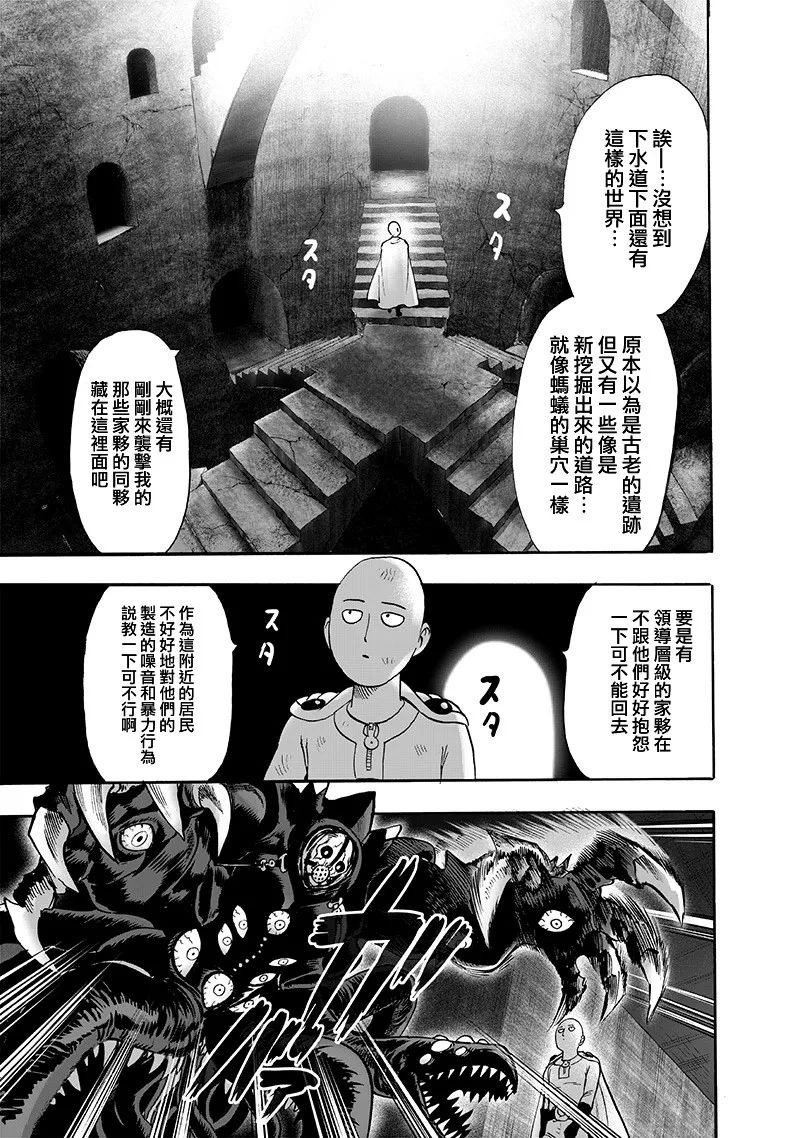 誒—…沒想到
下水道下面還有
這樣的世界…
原本以為是古老的遺跡
但又有一些像是
新挖掘出來的道路…
就像螞蟻的巢穴一樣
スタ
スタ
大概還有
剛剛來襲擊我的
那些家夥的同夥
藏在這裡面吧
要是有
領導層級的家夥在
不跟他們好好抱怨
一下可不能回去
スタ
スタ
作為這附近的居民
不好好地對他們的
製造的噪音和暴力行為
説教一下可不行啊
ガア